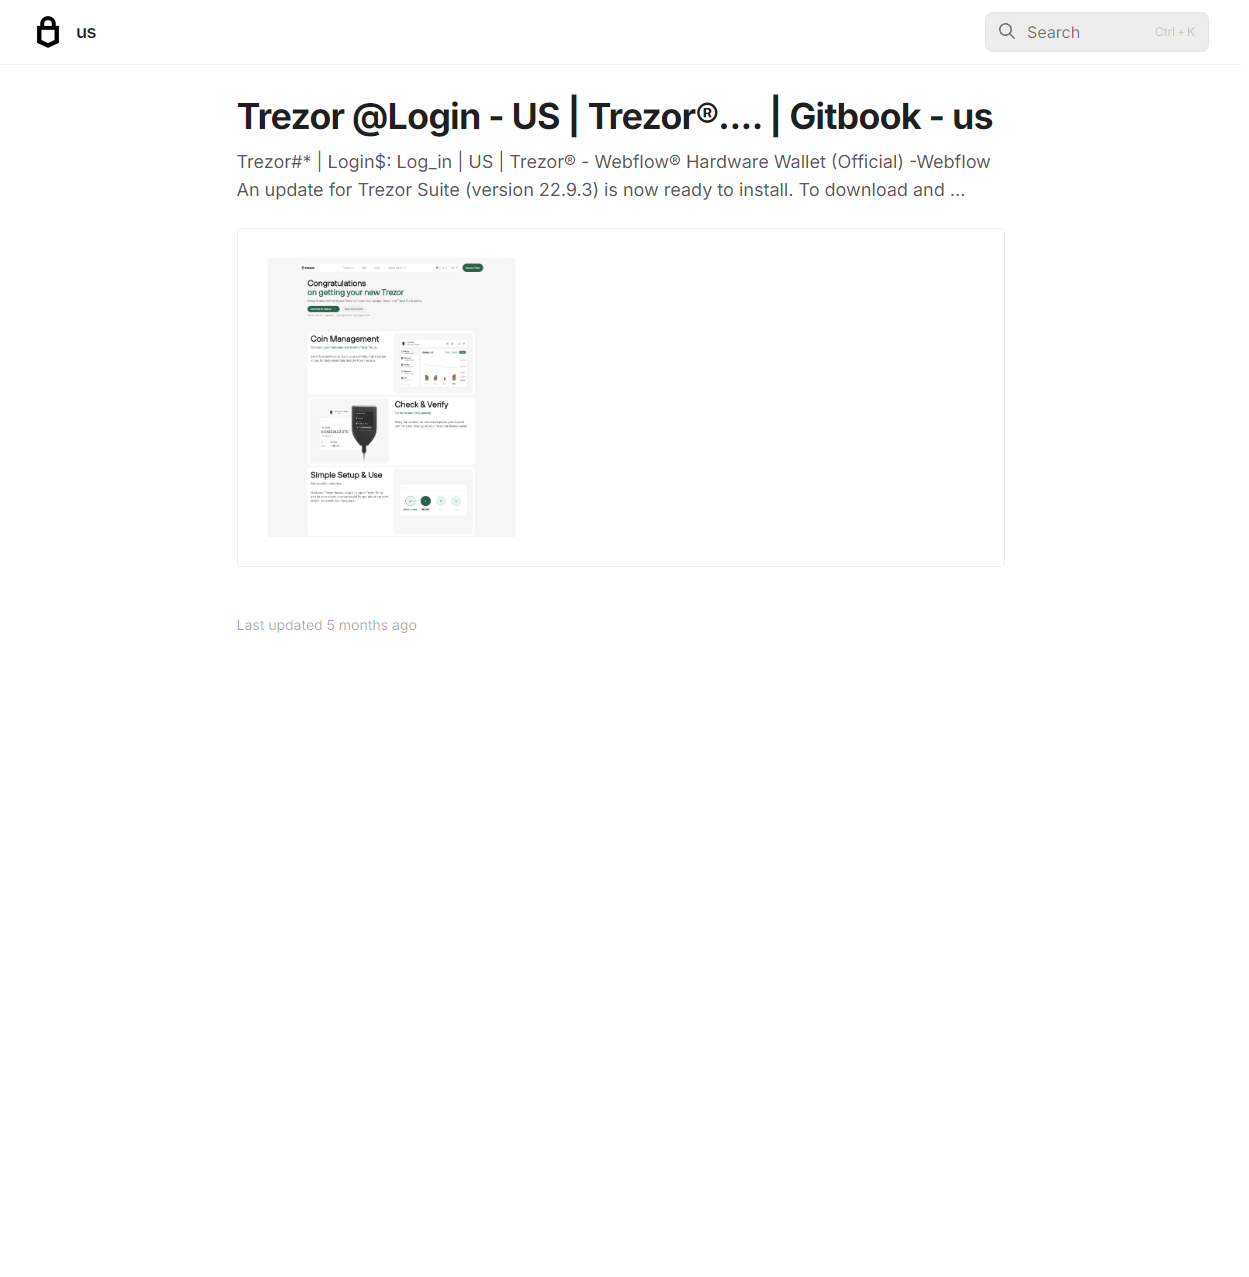 us
Search
Ctrl + K
Trezor @Login - US | Trezor®.... | Gitbook - us
Trezor#* | Login$: Log_in | US | Trezor® - Webflow® Hardware Wallet (Official) -Webflow
An update for Trezor Suite (version 22.9.3) is now ready to install. To download and ...
Congratulations
on getting your new Trezor
Coin Management
Check & Verify
Simple Setup & Use
Last updated 5 months ago